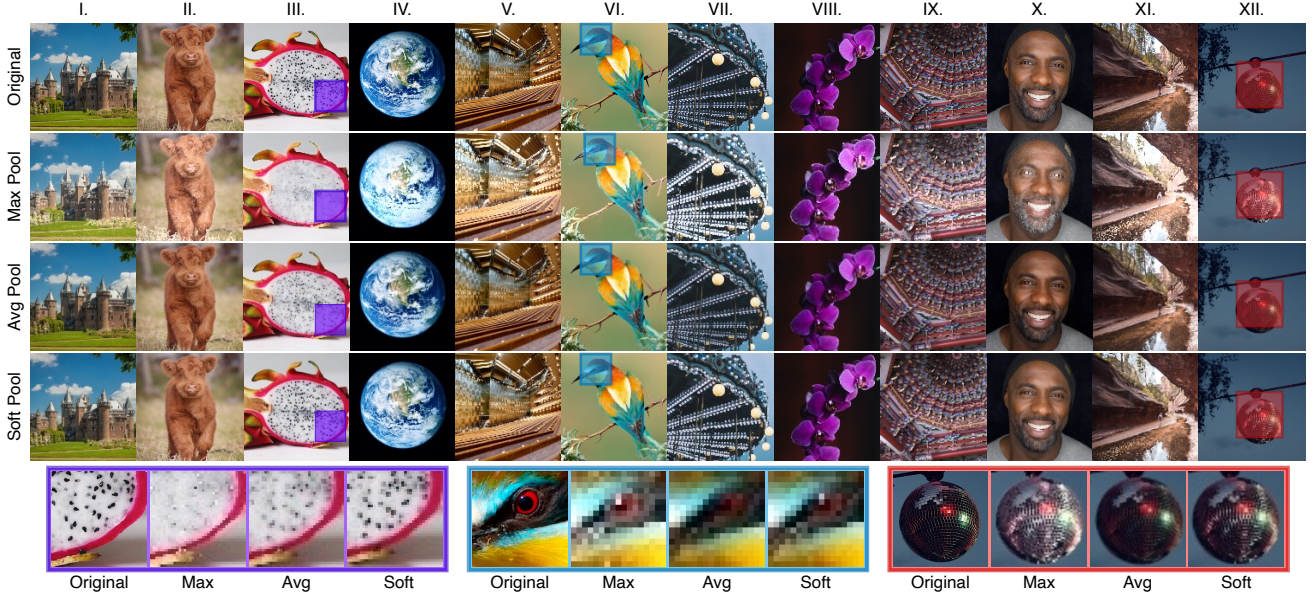 I. II. III. IV. V. VI. VII. VIII. IX. X. XI. XII.
Original
Max Pool
Avg Pool
Soft Pool
Original Max Avg Soft Original Max Avg Soft Original Max Avg Soft